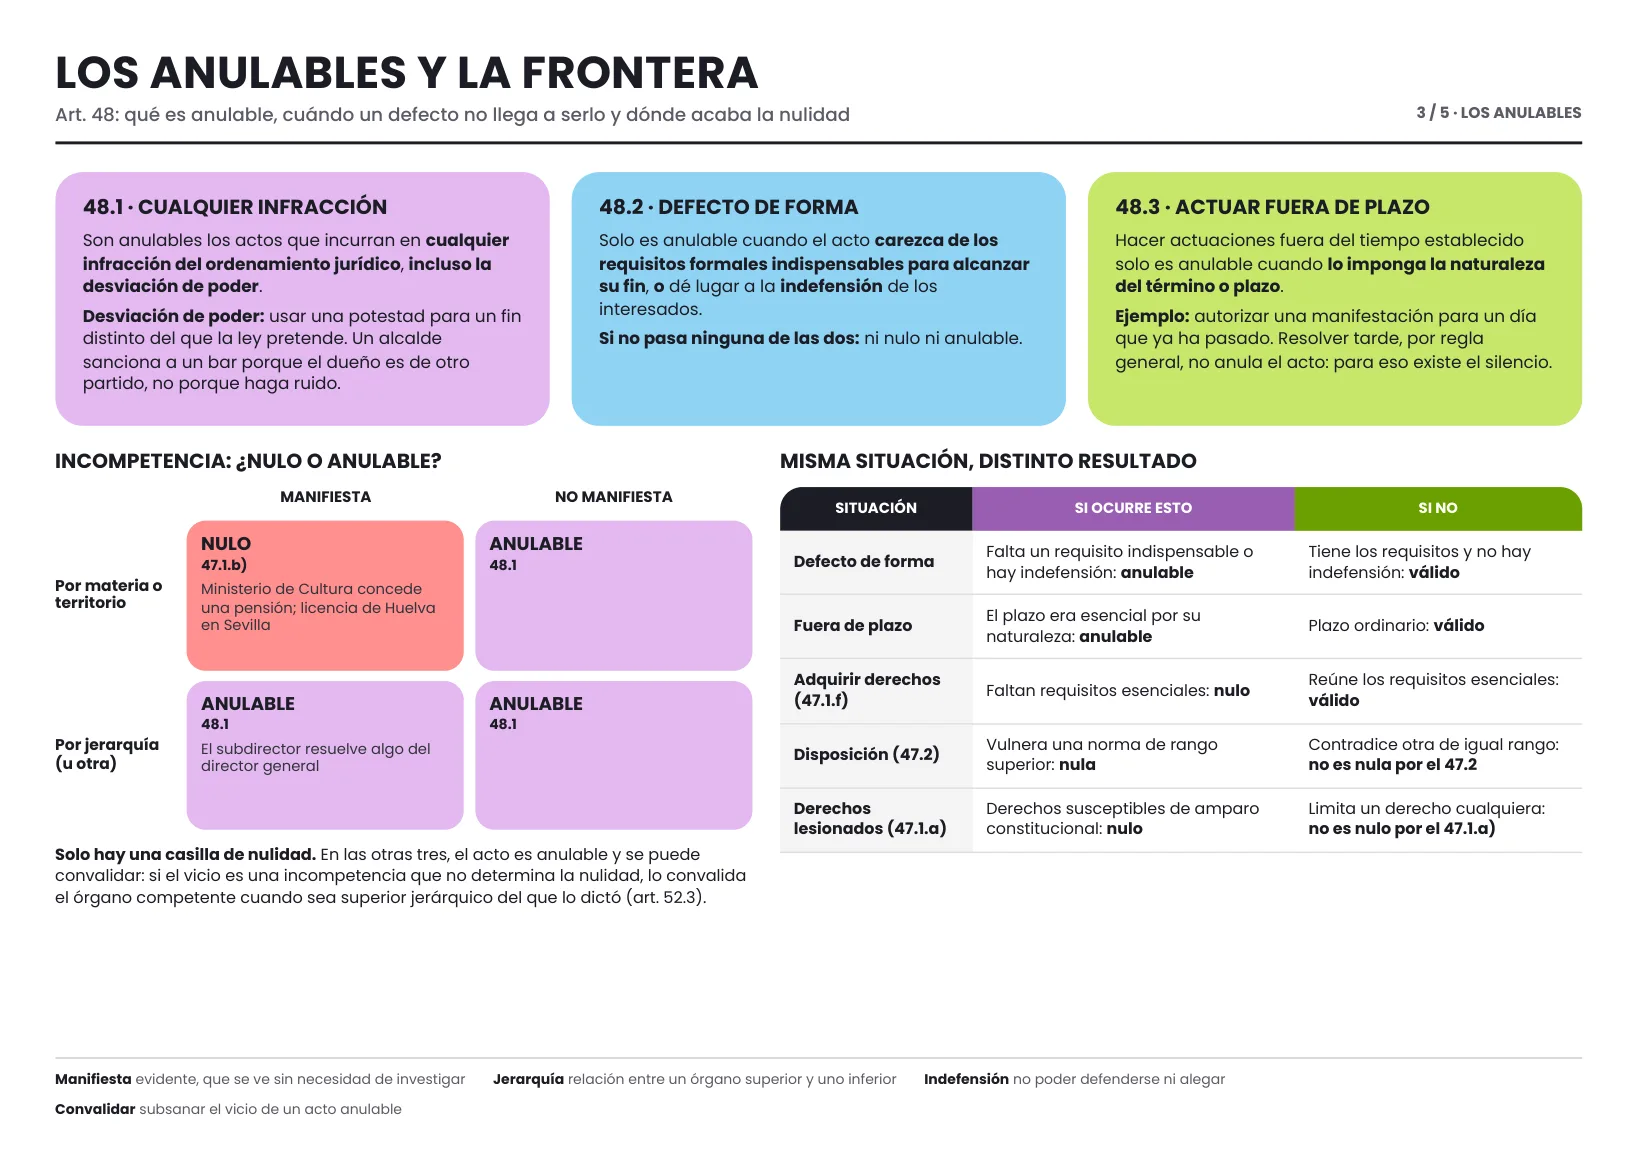 LOS ANULABLES Y LA FRONTERA
Art. 48: qué es anulable, cuándo un defecto no llega a serlo y dónde acaba la nulidad
3 / 5 · LOS ANULABLES
48.1 · CUALQUIER INFRACCIÓN
Son anulables los actos que incurran en cualquier
infracción del ordenamiento jurídico, incluso la
desviación de poder.
Desviación de poder: usar una potestad para un fin
distinto del que la ley pretende. Un alcalde
sanciona a un bar porque el dueño es de otro
partido, no porque haga ruido.
48.2 · DEFECTO DE FORMA
Solo es anulable cuando el acto carezca de los
requisitos formales indispensables para alcanzar
su fin, o dé lugar a la indefensión de los
interesados.
Si no pasa ninguna de las dos: ni nulo ni anulable.
48.3 · ACTUAR FUERA DE PLAZO
Hacer actuaciones fuera del tiempo establecido
solo es anulable cuando lo imponga la naturaleza
del término o plazo.
Ejemplo: autorizar una manifestación para un día
que ya ha pasado. Resolver tarde, por regla
general, no anula el acto: para eso existe el silencio.
INCOMPETENCIA: ¿NULO O ANULABLE?
MANIFIESTA
NO MANIFIESTA
Por materia o
territorio
NULO
47.1.b)
Ministerio de Cultura concede
una pensión; licencia de Huelva
en Sevilla
ANULABLE
48.1
Por jerarquía
(u otra)
ANULABLE
48.1
El subdirector resuelve algo del
director general
ANULABLE
48.1
Solo hay una casilla de nulidad. En las otras tres, el acto es anulable y se puede
convalidar: si el vicio es una incompetencia que no determina la nulidad, lo convalida
el órgano competente cuando sea superior jerárquico del que lo dictó (art. 52.3).
MISMA SITUACIÓN, DISTINTO RESULTADO
SITUACIÓN
SI OCURRE ESTO
SI NO
Defecto de forma
Falta un requisito indispensable o
hay indefensión: anulable
Tiene los requisitos y no hay
indefensión: válido
Fuera de plazo
El plazo era esencial por su
naturaleza: anulable
Plazo ordinario: válido
Adquirir derechos
(47.1.f)
Faltan requisitos esenciales: nulo
Reúne los requisitos esenciales:
válido
Disposición (47.2)
Vulnera una norma de rango
superior: nula
Contradice otra de igual rango:
no es nula por el 47.2
Derechos
lesionados (47.1.a)
Derechos susceptibles de amparo
constitucional: nulo
Limita un derecho cualquiera:
no es nulo por el 47.1.a)
Manifiesta evidente, que se ve sin necesidad de investigar
Jerarquía relación entre un órgano superior y uno inferior
Indefensión no poder defenderse ni alegar
Convalidar subsanar el vicio de un acto anulable